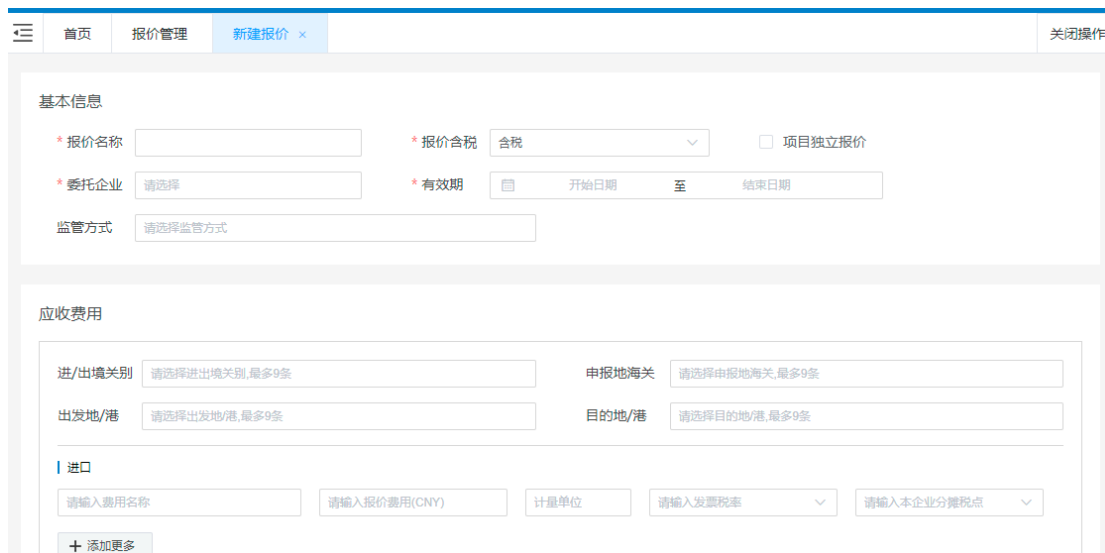 首页 报价管理 新建报价 × 关闭操作
基本信息
* 报价名称 * 报价含税 含税 项目独立报价
* 委托企业 请选择 * 有效期 开始日期 至 结束日期
监管方式 请选择监管方式
应收费用
进/出境关别 请选择进出境关别,最多9条 申报地海关 请选择申报地海关,最多9条
出发地/港 请选择出发地/港,最多9条 目的地/港 请选择目的地/港,最多9条
进口
请输入费用名称 请输入报价费用(CNY) 计量单位 请输入发票税率 请输入本企业分摊税点
+ 添加更多